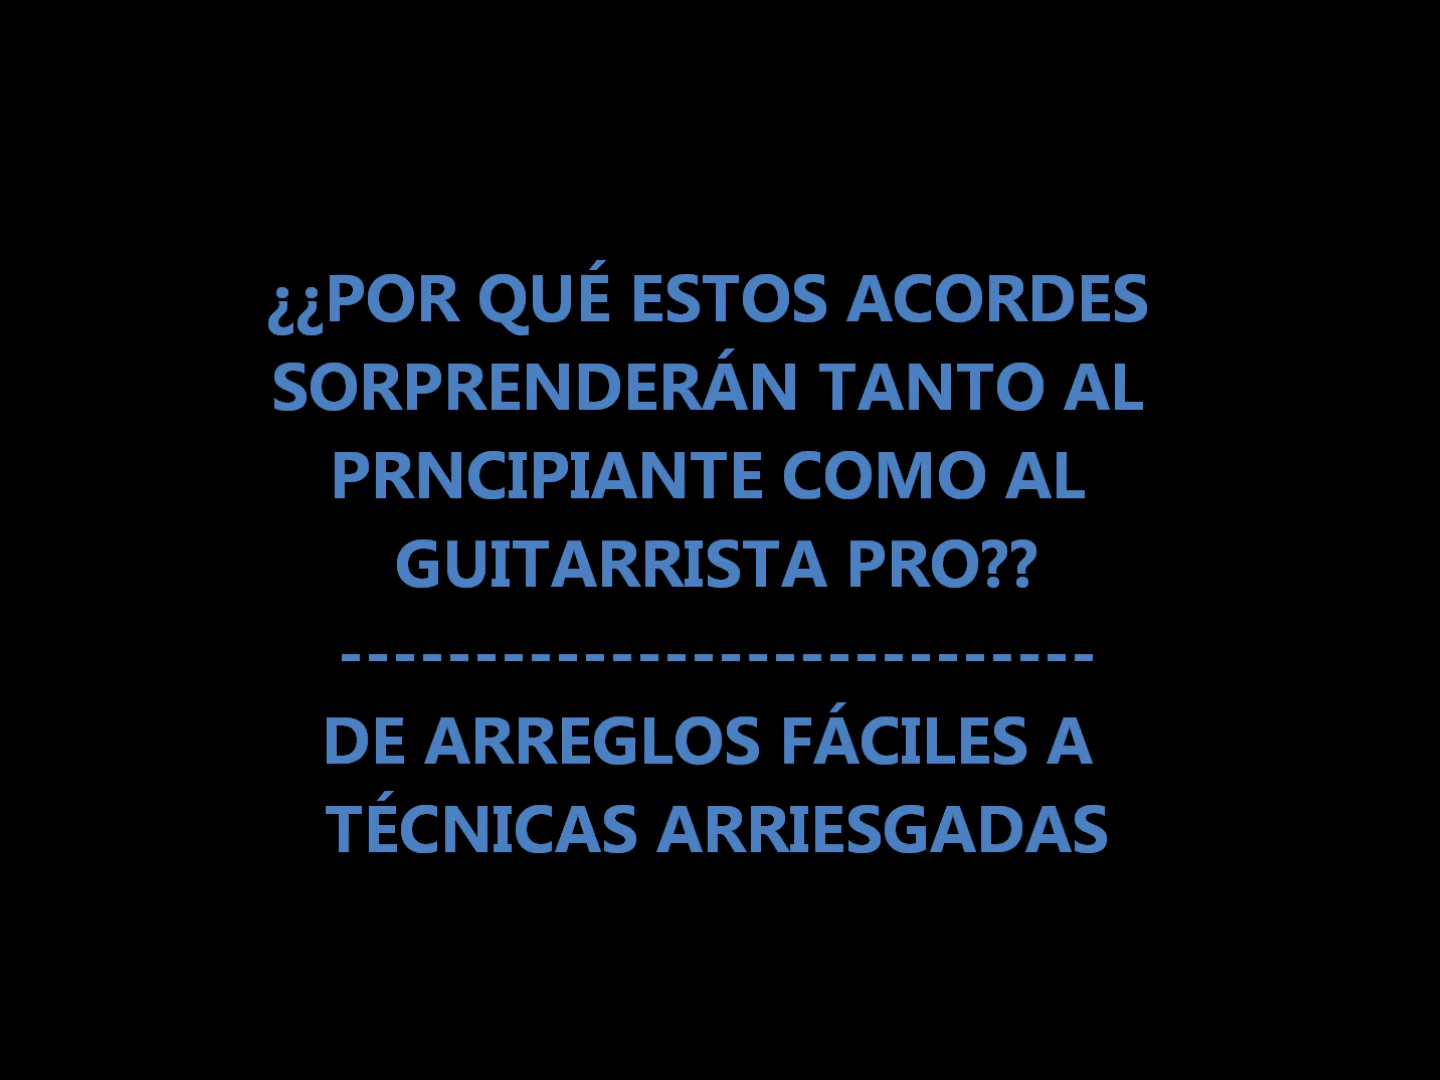 ¿¿POR QUÉ ESTOS ACORDES
SORPRENDERÁN TANTO AL
PRNCIPIANTE COMO AL
GUITARRISTA PRO??
----------------------------
DE ARREGLOS FÁCILES A
TÉCNICAS ARRIESGADAS